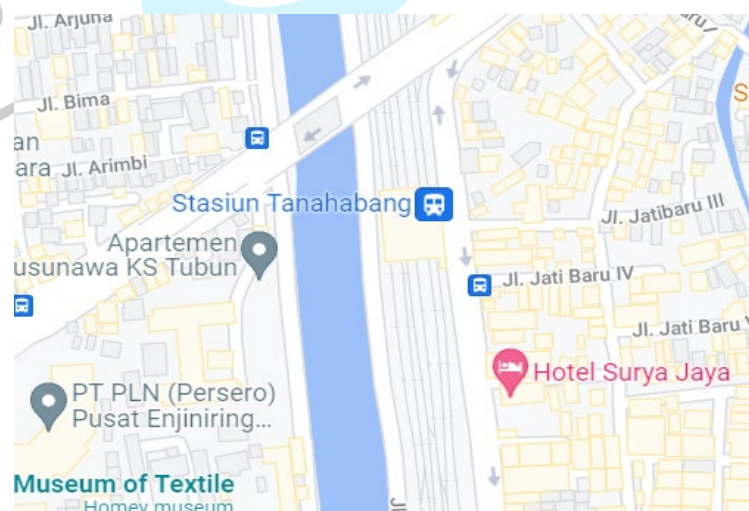 Jl. Arjuna
Jl. Bima
an
ara
Jl. Arimbi
Stasiun Tanahabang
Jl. Jatibaru III
Apartemen
usunawa KS Tubun
Jl. Jati Baru IV
Jl. Jati Baru
Hotel Surya Jaya
PT PLN (Persero)
Pusat Enjiniring...
Museum of Textile
Homey museum
Jl